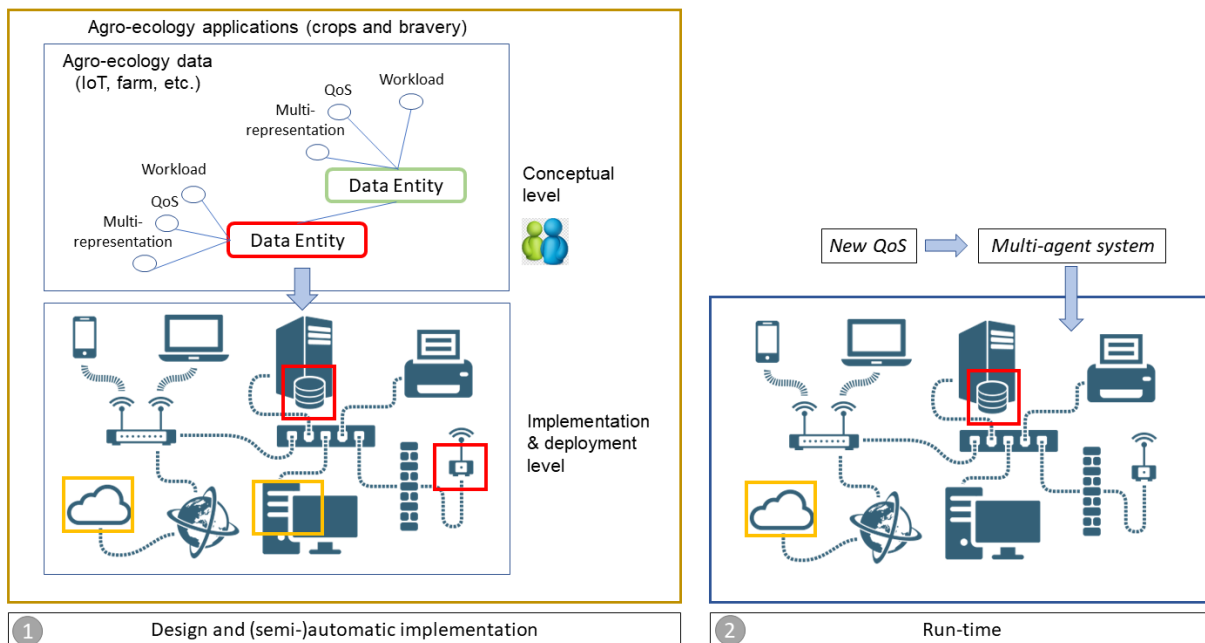 Agro-ecology applications (crops and bravery)
Agro-ecology data
(IoT, farm, etc.)
Workload
QoS
Multi-
representation
Data Entity
Workload
QoS
Multi-
representation
Data Entity
Conceptual
level
Implementation
& deployment
level
1
Design and (semi-)automatic implementation
New QoS
Multi-agent system
2
Run-time